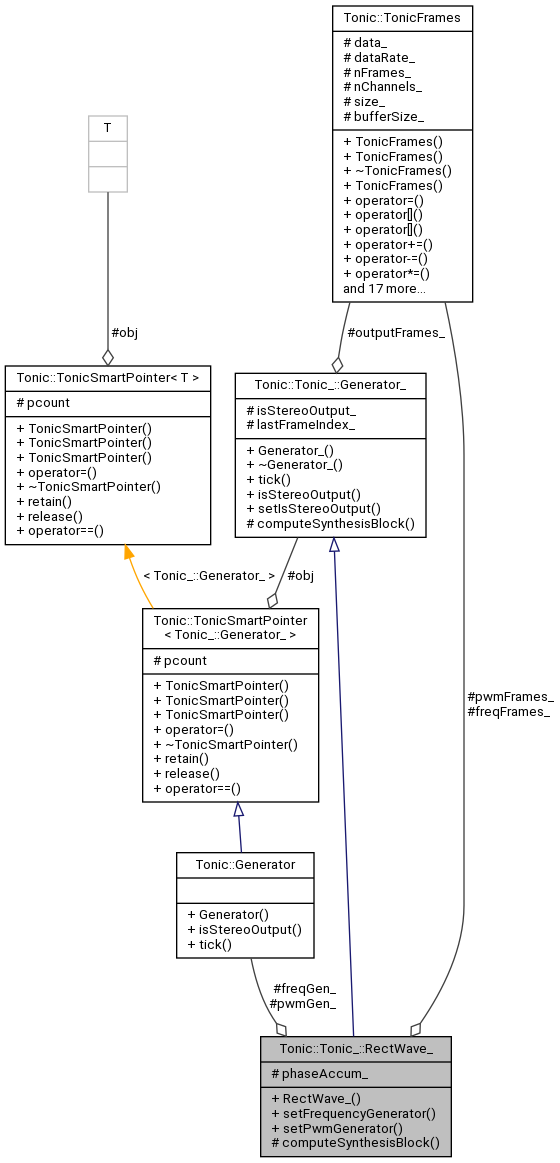 Tonic::TonicFrames
# data_
# dataRate_
# nFrames_
# nChannels_
# size_
# bufferSize_
+ TonicFrames()
+ TonicFrames()
+ ~TonicFrames()
+ TonicFrames()
+ operator=()
+ operator[]()
+ operator[]()
+ operator+=()
+ operator-=()
+ operator*=()
and 17 more...
T
#obj
#outputFrames_
Tonic::TonicSmartPointer< T >
# pcount
+ TonicSmartPointer()
+ TonicSmartPointer()
+ TonicSmartPointer()
+ operator=()
+ ~TonicSmartPointer()
+ retain()
+ release()
+ operator==()
Tonic::Tonic_::Generator_
# isStereoOutput_
# lastFrameIndex_
+ Generator_()
+ ~Generator_()
+ tick()
+ isStereoOutput()
+ setIsStereoOutput()
# computeSynthesisBlock()
< Tonic_::Generator_ >
#obj
Tonic::TonicSmartPointer
< Tonic_::Generator_ >
# pcount
+ TonicSmartPointer()
+ TonicSmartPointer()
+ TonicSmartPointer()
+ operator=()
+ ~TonicSmartPointer()
+ retain()
+ release()
+ operator==()
#pwmFrames_
#freqFrames_
Tonic::Generator
+ Generator()
+ isStereoOutput()
+ tick()
#freqGen_
#pwmGen_
Tonic::Tonic_::RectWave_
# phaseAccum_
+ RectWave_()
+ setFrequencyGenerator()
+ setPwmGenerator()
# computeSynthesisBlock()